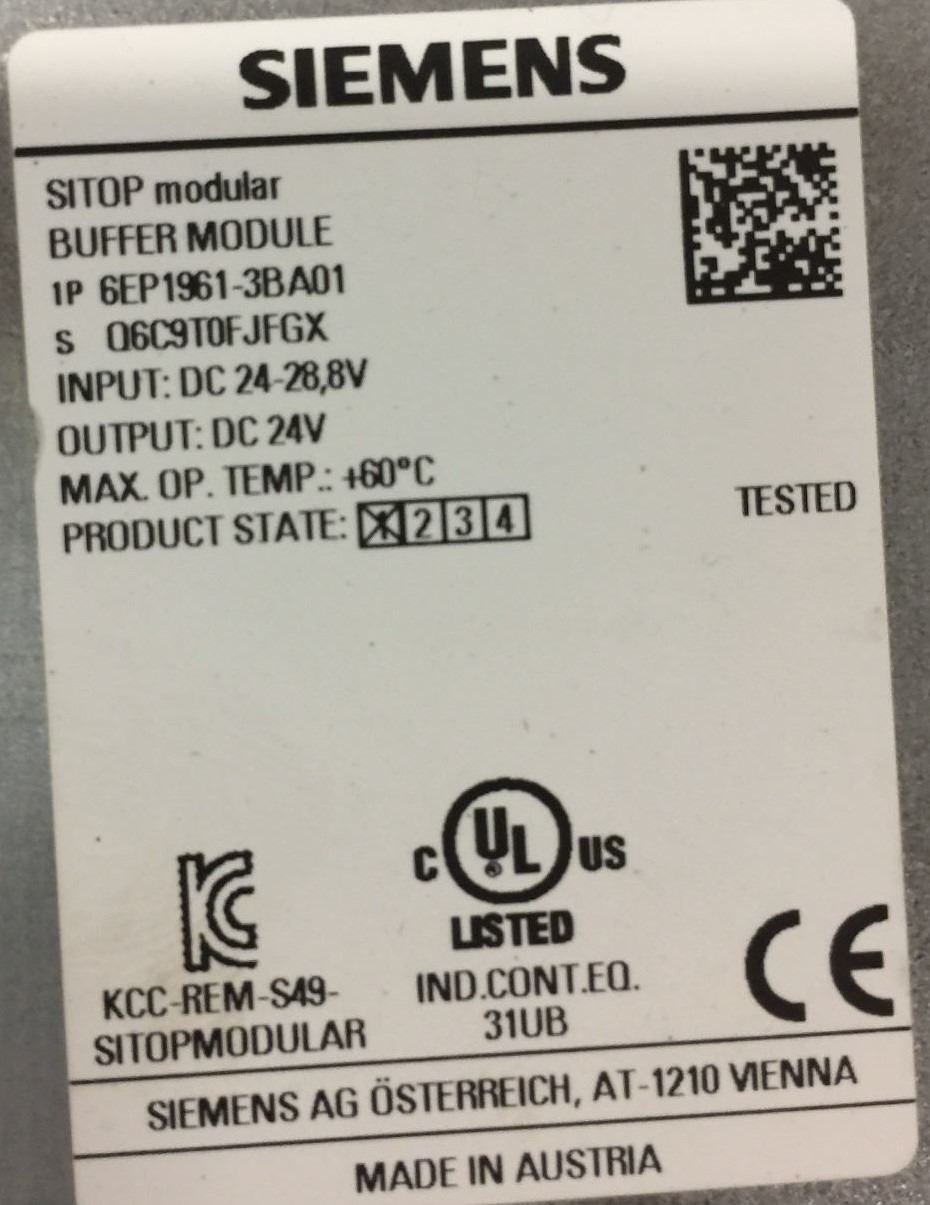 SIEMENS
SITOP modular
BUFFER MODULE
1P 6EP1961-3BA01
S Q6C9T0FJFGX
INPUT: DC 24-28,8V
OUTPUT: DC 24V
MAX. OP. TEMP.: +60°C
PRODUCT STATE: 1 2 3 4
TESTED
C UL ® US
LISTED
IND.CONT.EQ.
31UB
KCC-REM-S49-
SITOPMODULAR
CE
SIEMENS AG ÖSTERREICH, AT-1210 VIENNA
MADE IN AUSTRIA